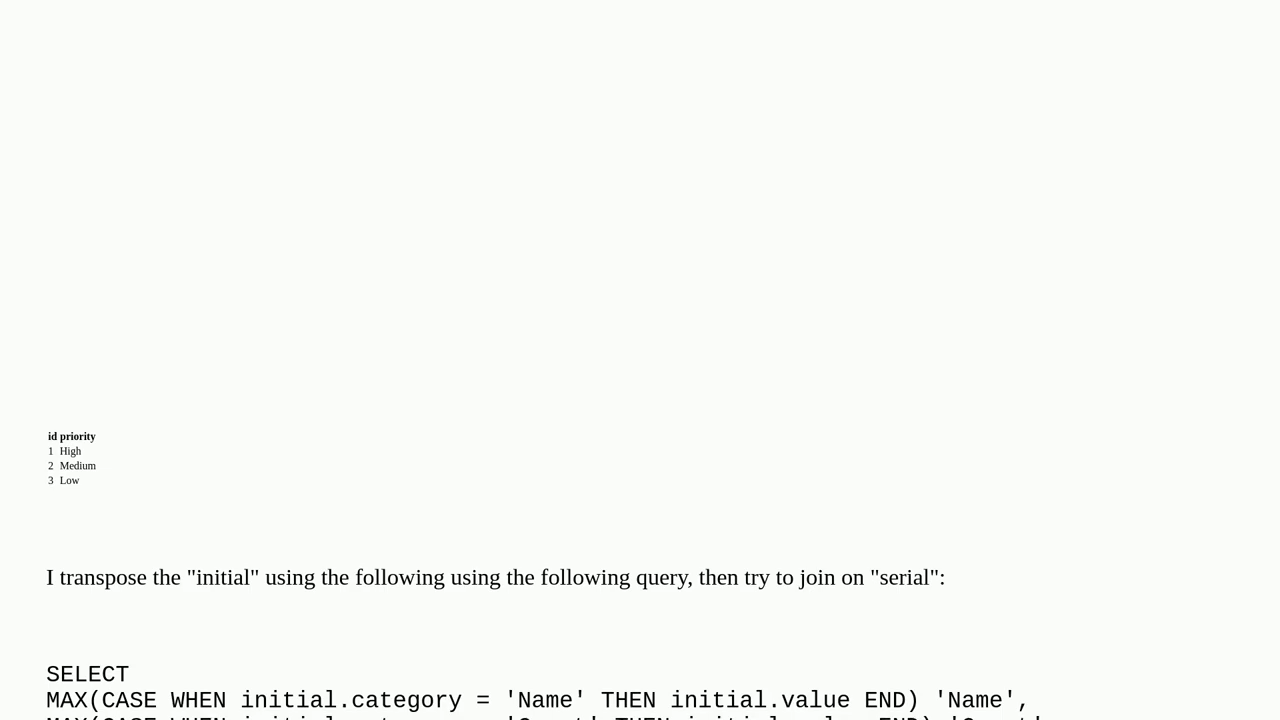 id priority
1 High
2 Medium
3 Low
I transpose the "initial" using the following using the following query, then try to join on "serial":
SELECT
MAX(CASE WHEN initial.category = 'Name' THEN initial.value END) 'Name',